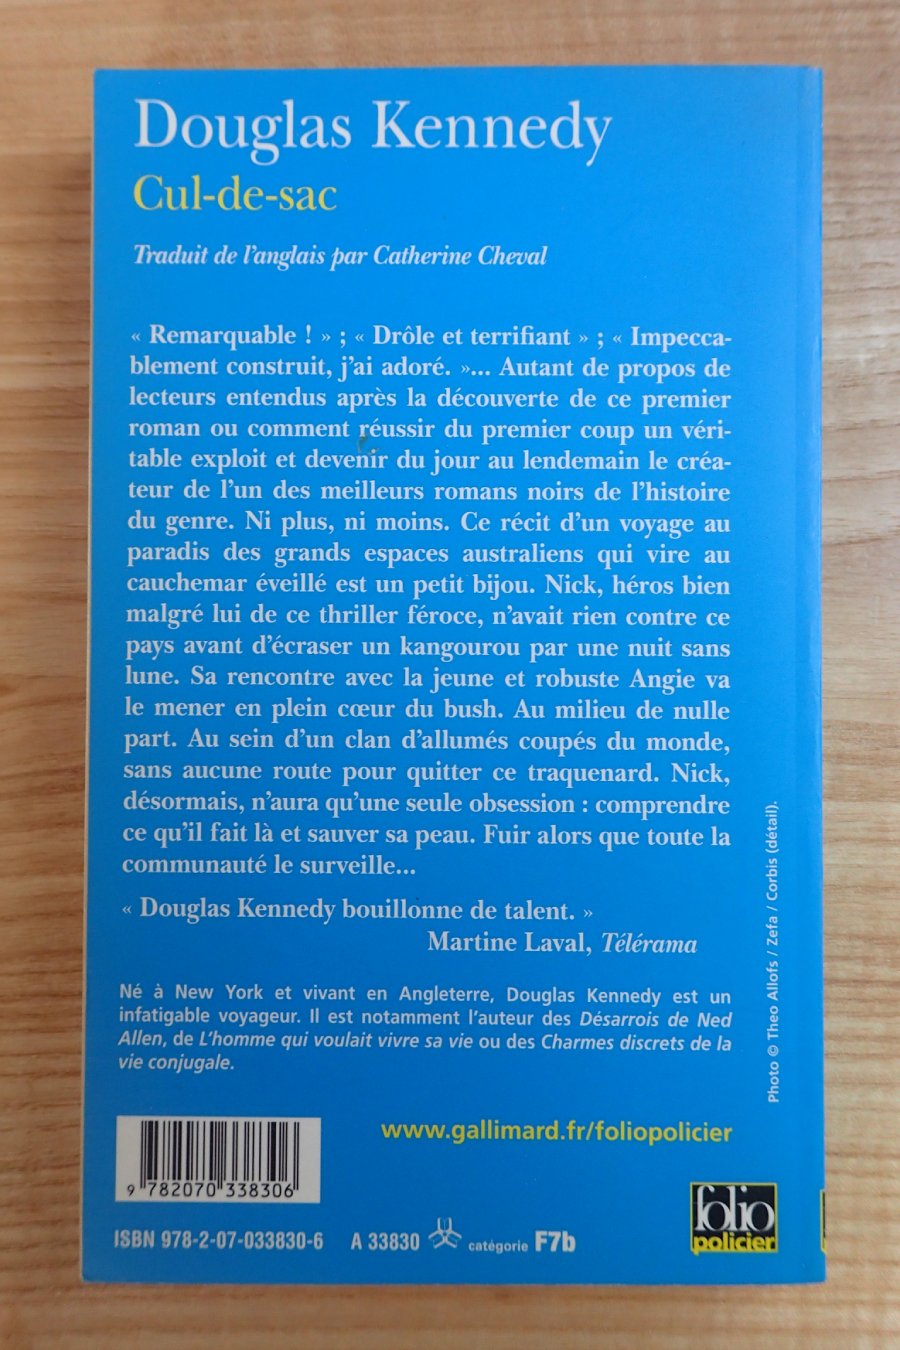 Douglas Kennedy
Cul-de-sac
Traduit de l'anglais par Catherine Cheval
« Remarquable ! » ; « Drôle et terrifiant » ; « Impecca-
blement construit, j'ai adoré. »... Autant de propos de
lecteurs entendus après la découverte de ce premier
roman ou comment réussir du premier coup un véri-
table exploit et devenir du jour au lendemain le créa-
teur de l'un des meilleurs romans noirs de l'histoire
du genre. Ni plus, ni moins. Ce récit d'un voyage au
paradis des grands espaces australiens qui vire au
cauchemar éveillé est un petit bijou. Nick, héros bien
malgré lui de ce thriller féroce, n'avait rien contre ce
pays avant d'écraser un kangourou par une nuit sans
lune. Sa rencontre avec la jeune et robuste Angie va
le mener en plein cœur du bush. Au milieu de nulle
part. Au sein d'un clan d'allumés coupés du monde,
sans aucune route pour quitter ce traquenard. Nick,
désormais, n'aura qu'une seule obsession : comprendre
ce qu'il fait là et sauver sa peau. Fuir alors que toute la
communauté le surveille...
« Douglas Kennedy bouillonne de talent. »
Martine Laval, Télérama
Né à New York et vivant en Angleterre, Douglas Kennedy est un
infatigable voyageur. Il est notamment l'auteur des Désarrois de Ned
Allen, de L'homme qui voulait vivre sa vie ou des Charmes discrets de la
vie conjugale.
Photo © Theo Allofs / Zefa / Corbis (détail).
www.gallimard.fr/foliopolicier
9 782070 338306
ISBN 978-2-07-033830-6 A 33830 catégorie F7b
folio
policier